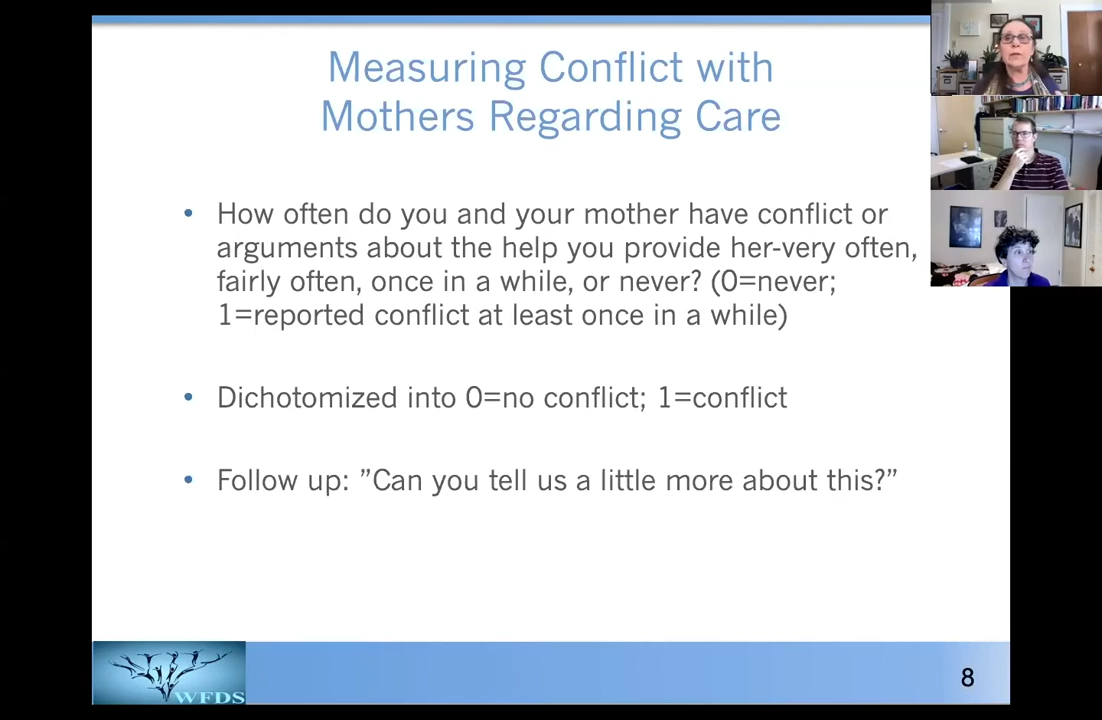 Measuring Conflict with
Mothers Regarding Care
• How often do you and your mother have conflict or
arguments about the help you provide her-very often,
fairly often, once in a while, or never? (0=never;
1=reported conflict at least once in a while)
• Dichotomized into 0=no conflict; 1=conflict
• Follow up: ”Can you tell us a little more about this?”
WFDS
8